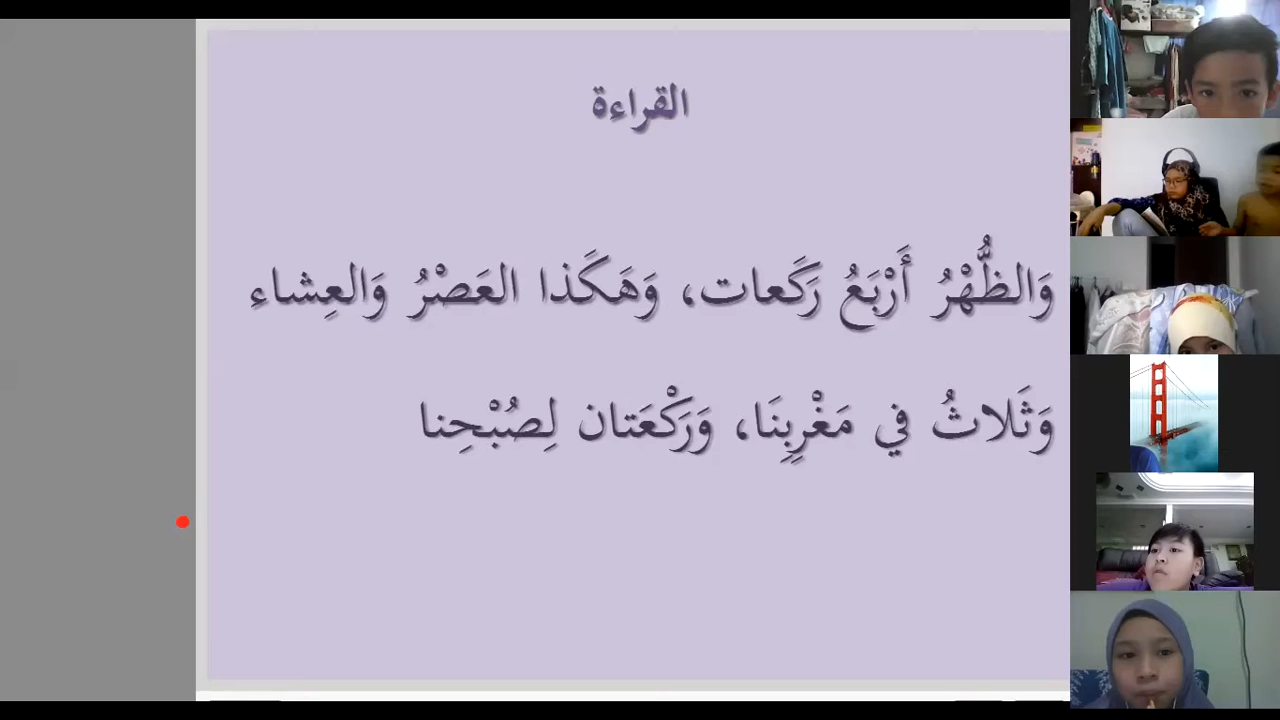 القراءة
وَالظُّهْرُ أَرْبَعُ رَكَعات، وَهَكَذا العَصْرُ وَالعِشاء
وَثَلاثُ في مَغْرِبِنَا، وَرَكْعَتان لِصُبْحِنا